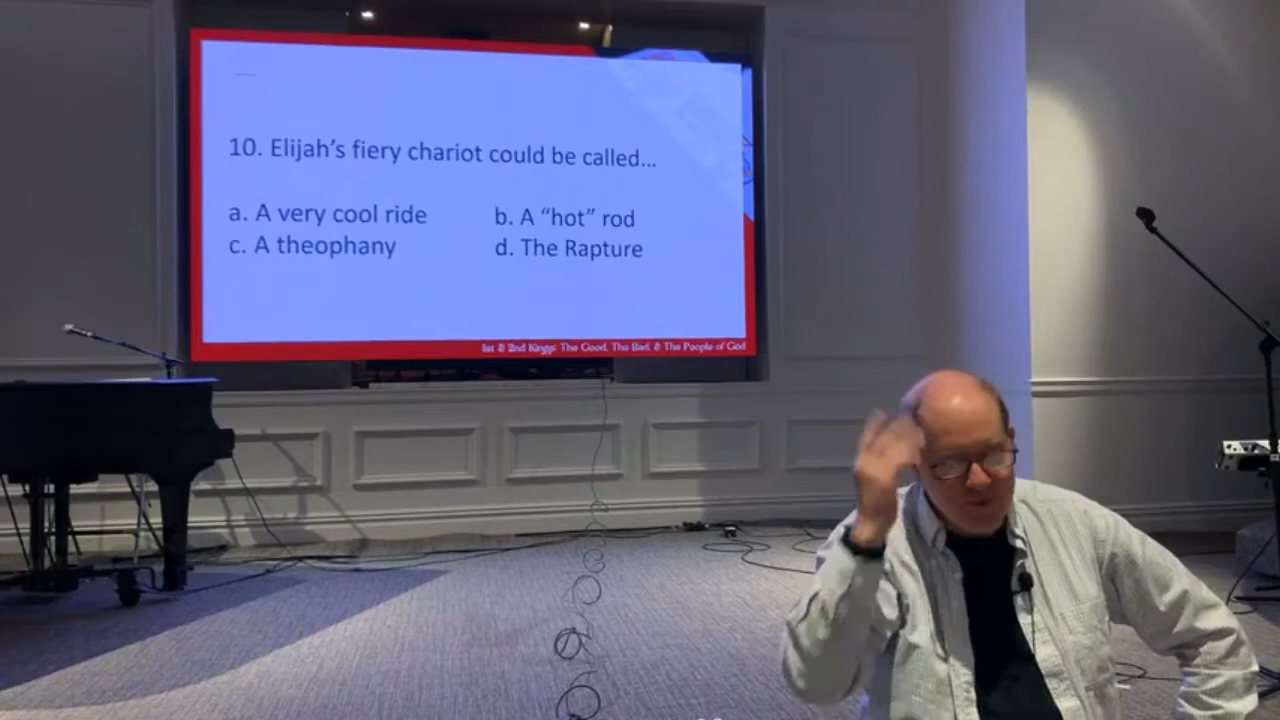 10. Elijah's fiery chariot could be called...
a. A very cool ride
b. A "hot" rod
c. A theophany
d. The Rapture
1st & 2nd Kings: The Good, The Bad, & The People of God